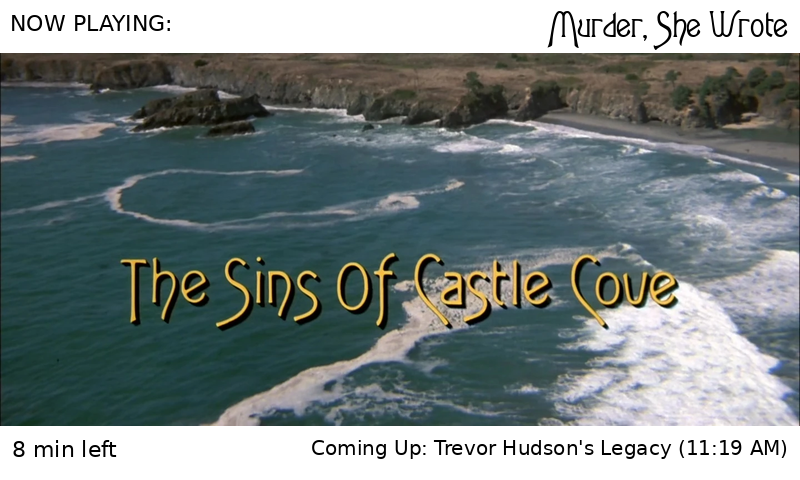 NOW PLAYING:
Murder, She Wrote
The Sins Of Castle Cove
8 min left
Coming Up: Trevor Hudson's Legacy (11:19 AM)